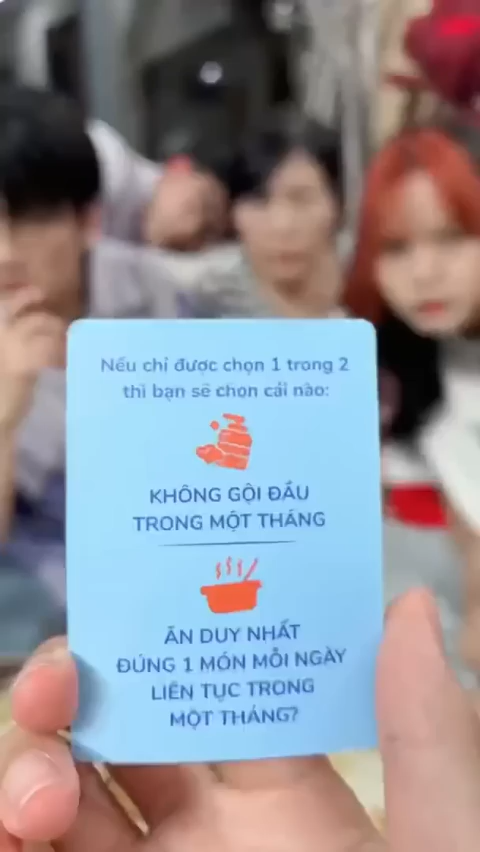 Nếu chỉ được chọn 1 trong 2
thì bạn sẽ chọn cái nào:
KHÔNG GỘI ĐẦU
TRONG MỘT THÁNG
ĂN DUY NHẤT
ĐÚNG 1 MÓN MỖI NGÀY
LIÊN TỤC TRONG
MỘT THÁNG?